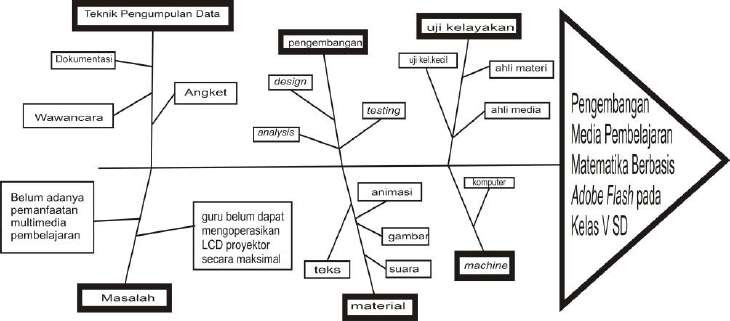 Teknik Pengumpulan Data
Dokumentasi
Wawancara
Angket
pengembangan
design
testing
analysis
uji kelayakan
uji kel.kecil
ahli materi
ahli media
Pengembangan
Media Pembelajaran
Matematika Berbasis
Adobe Flash pada
Kelas V SD
Belum adanya
pemanfaatan
multimedia
pembelajaran
guru belum dapat
mengoperasikan
LCD proyektor
secara maksimal
Masalah
animasi
gambar
suara
teks
material
komputer
machine